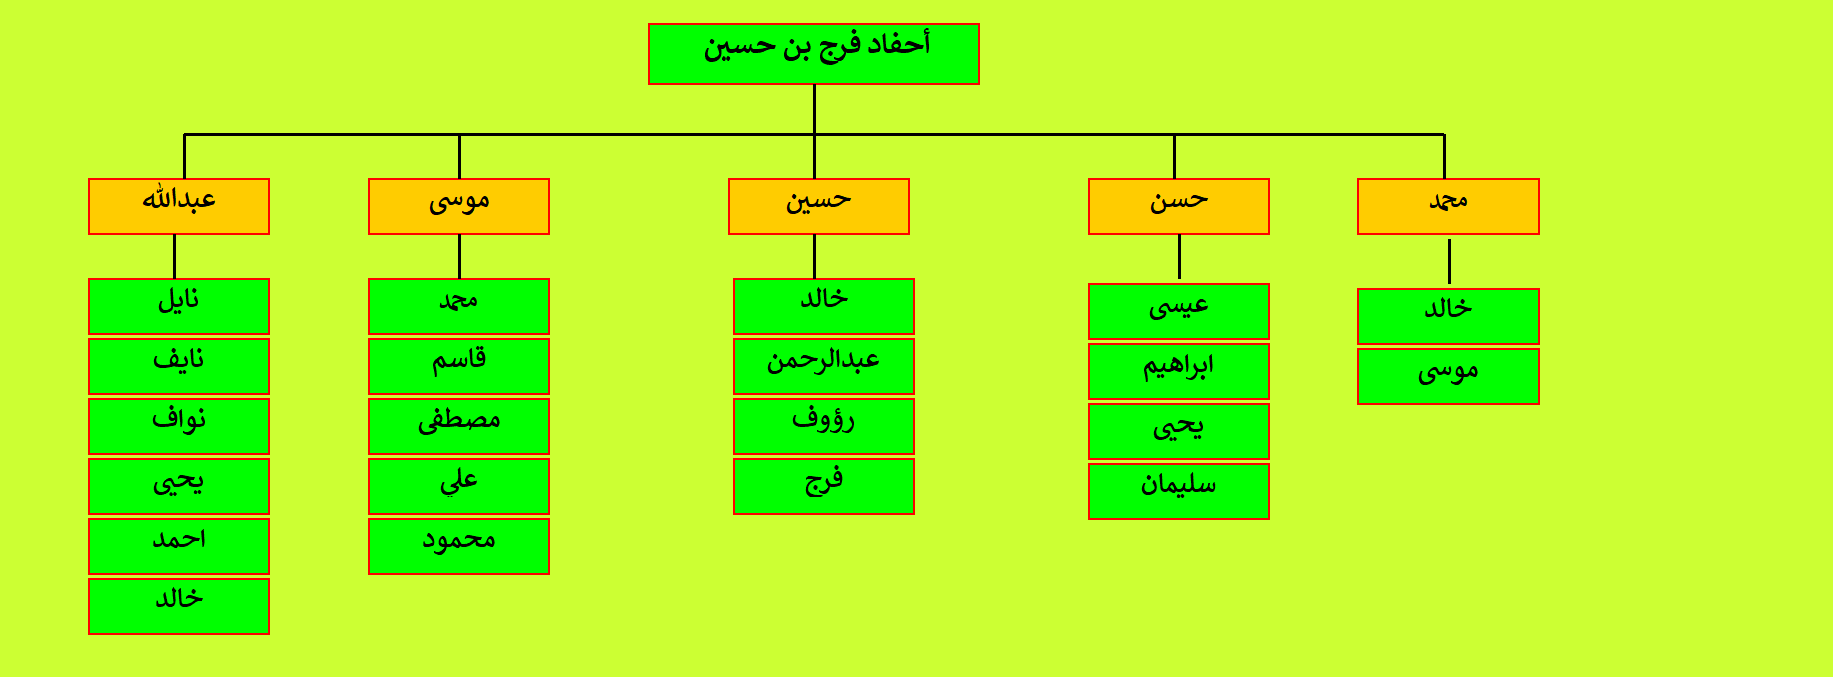 أحفاد فرج بن حسين
محمد
حسن
حسين
موسى
عبدالله
خالد
موسى
عيسى
ابراهيم
يحيى
سليمان
خالد
عبدالرحمن
رؤوف
فرج
محمد
قاسم
مصطفى
علي
محمود
نايل
نايف
نواف
يحيى
احمد
خالد